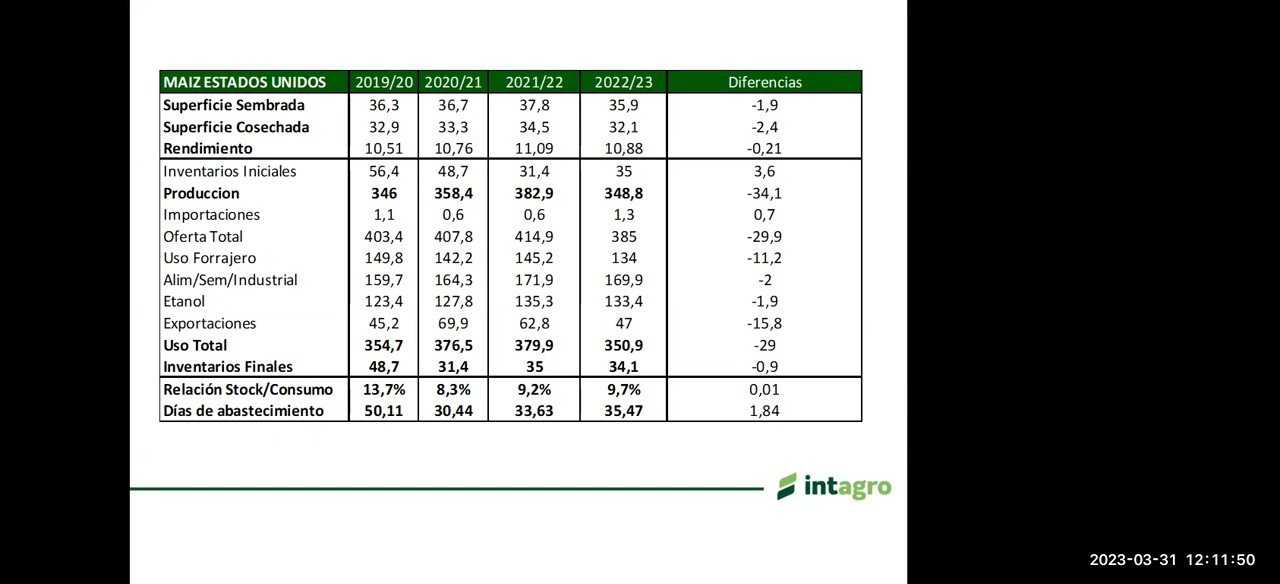 MAIZ ESTADOS UNIDOS 2019/20 2020/21 2021/22 2022/23 Diferencias
Superficie Sembrada 36,3 36,7 37,8 35,9 -1,9
Superficie Cosechada 32,9 33,3 34,5 32,1 -2,4
Rendimiento 10,51 10,76 11,09 10,88 -0,21
Inventarios Iniciales 56,4 48,7 31,4 35 3,6
Produccion 346 358,4 382,9 348,8 -34,1
Importaciones 1,1 0,6 0,6 1,3 0,7
Oferta Total 403,4 407,8 414,9 385 -29,9
Uso Forrajero 149,8 142,2 145,2 134 -11,2
Alim/Sem/Industrial 159,7 164,3 171,9 169,9 -2
Etanol 123,4 127,8 135,3 133,4 -1,9
Exportaciones 45,2 69,9 62,8 47 -15,8
Uso Total 354,7 376,5 379,9 350,9 -29
Inventarios Finales 48,7 31,4 35 34,1 -0,9
Relación Stock/Consumo 13,7% 8,3% 9,2% 9,7% 0,01
Días de abastecimiento 50,11 30,44 33,63 35,47 1,84
intagro
2023-03-31 12:11:50